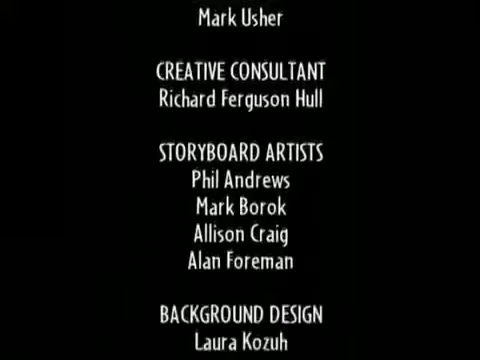 Mark Usher
CREATIVE CONSULTANT
Richard Ferguson Hull
STORYBOARD ARTISTS
Phil Andrews
Mark Borok
Allison Craig
Alan Foreman
BACKGROUND DESIGN
Laura Kozuh